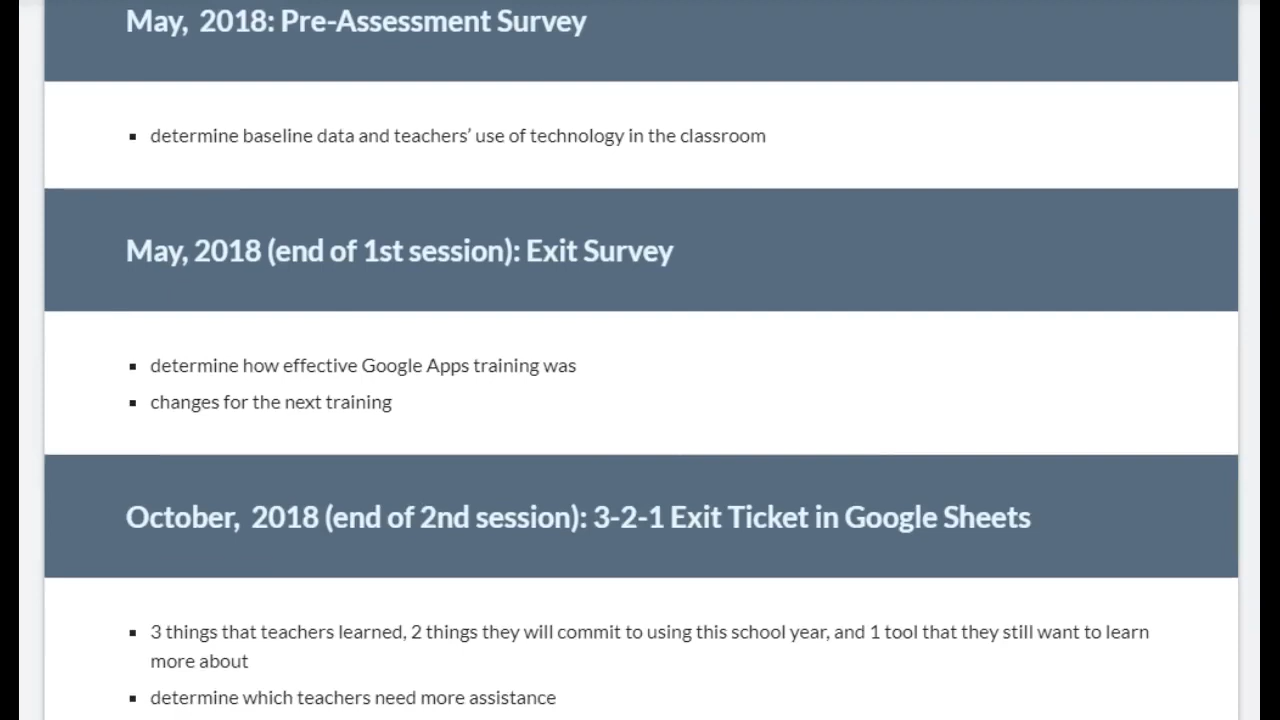 May, 2018: Pre-Assessment Survey
▪ determine baseline data and teachers’ use of technology in the classroom
May, 2018 (end of 1st session): Exit Survey
▪ determine how effective Google Apps training was
▪ changes for the next training
October, 2018 (end of 2nd session): 3-2-1 Exit Ticket in Google Sheets
▪ 3 things that teachers learned, 2 things they will commit to using this school year, and 1 tool that they still want to learn
more about
▪ determine which teachers need more assistance